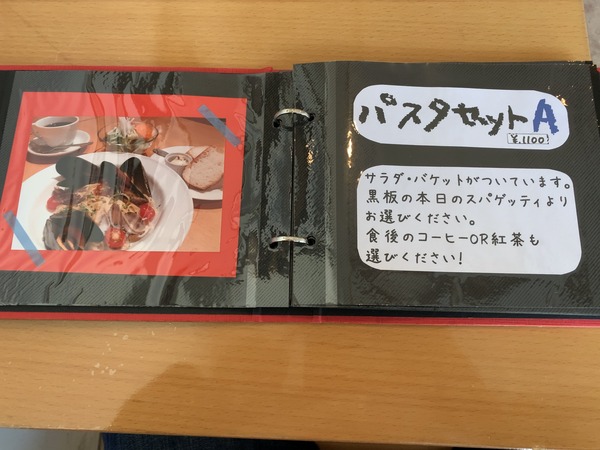 パスタセットA
¥.1100
サラダ・バケットがついています。
黒板の本日のスパゲッティより
お選びください。
食後のコーヒーOR紅茶も
選びください!